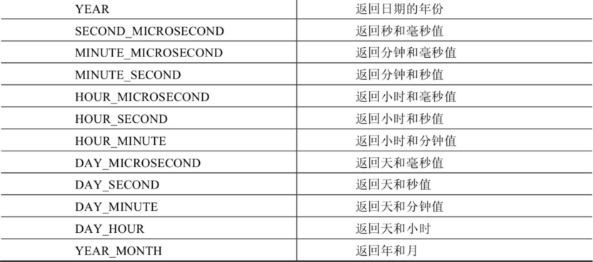 YEAR 返回日期的年份
SECOND_MICROSECOND 返回秒和毫秒值
MINUTE_MICROSECOND 返回分钟和毫秒值
MINUTE_SECOND 返回分钟和秒值
HOUR_MICROSECOND 返回小时和毫秒值
HOUR_SECOND 返回小时和秒值
HOUR_MINUTE 返回小时和分钟值
DAY_MICROSECOND 返回天和毫秒值
DAY_SECOND 返回天和秒值
DAY_MINUTE 返回天和分钟值
DAY_HOUR 返回天和小时
YEAR_MONTH 返回年和月